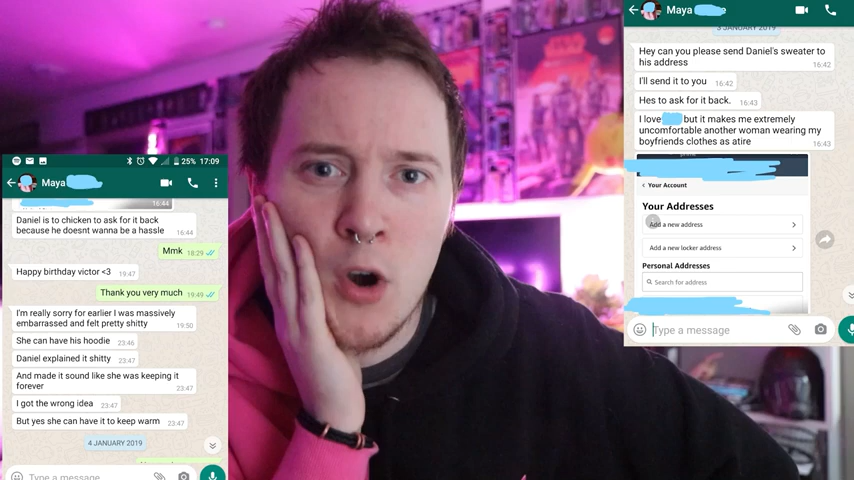 25% 17:09
Maya
16:44
Daniel is to chicken to ask for it back
because he doesnt wanna be a hassle
16:44
Mmk 18:29
Happy birthday victor <3 19:47
Thank you very much 19:49
I'm really sorry for earlier I was massively
embarrassed and felt pretty shitty
19:50
She can have his hoodie 23:46
Daniel explained it shitty 23:47
And made it sound like she was keeping it
forever 23:47
I got the wrong idea 23:47
But yes she can have it to keep warm 23:47
4 JANUARY 2019
Type a message
Maya
3 JANUARY 2019
Hey can you please send Daniel's sweater to
his address 16:42
I'll send it to you 16:42
Hes to ask for it back. 16:43
I love but it makes me extremely
uncomfortable another woman wearing my
boyfriends clothes as atire 16:43
Your Account
Your Addresses
Add a new address
Add a new locker address
Personal Addresses
Search for address
Type a message